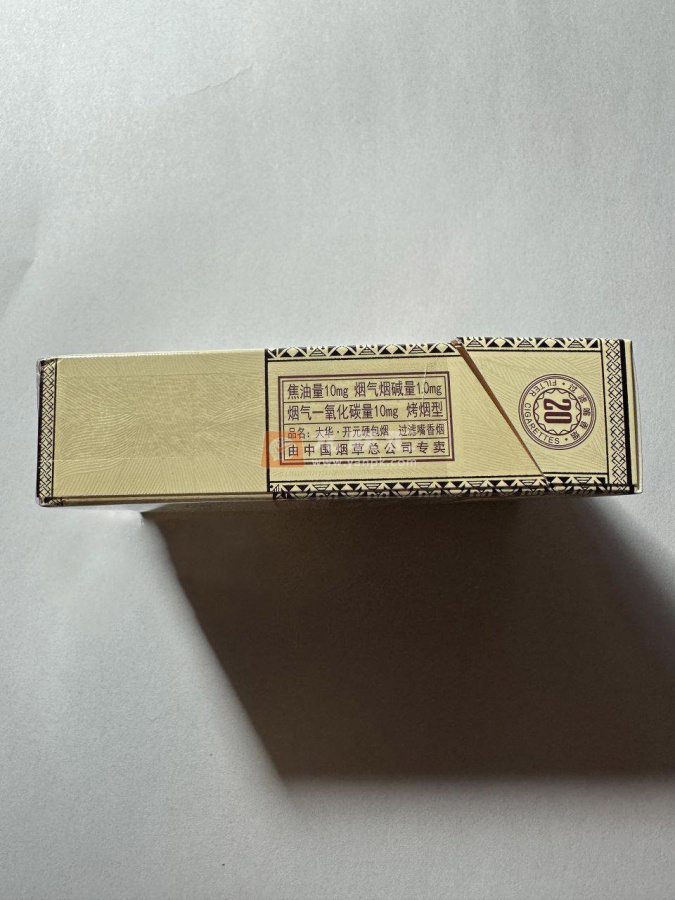 焦油量10mg 烟气烟碱量1.0mg
烟气一氧化碳量10mg 烤烟型
品名：大华·开元硬包烟 过滤嘴香烟
由中国烟草总公司专卖
20
FILTER CIGARETTES